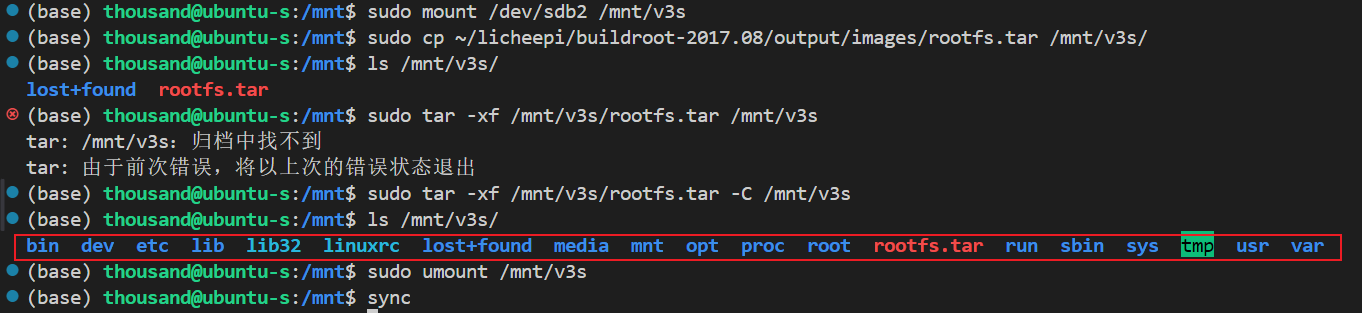 (base) thousand@ubuntu-s:/mnt$ sudo mount /dev/sdb2 /mnt/v3s
(base) thousand@ubuntu-s:/mnt$ sudo cp ~/licheepi/buildroot-2017.08/output/images/rootfs.tar /mnt/v3s/
(base) thousand@ubuntu-s:/mnt$ ls /mnt/v3s/
lost+found  rootfs.tar
(base) thousand@ubuntu-s:/mnt$ sudo tar -xf /mnt/v3s/rootfs.tar /mnt/v3s
tar: /mnt/v3s：归档中找不到
tar: 由于前次错误，将以上次的错误状态退出
(base) thousand@ubuntu-s:/mnt$ sudo tar -xf /mnt/v3s/rootfs.tar -C /mnt/v3s
(base) thousand@ubuntu-s:/mnt$ ls /mnt/v3s/
bin  dev  etc  lib  lib32  linuxrc  lost+found  media  mnt  opt  proc  root  rootfs.tar  run  sbin  sys  tmp  usr  var
(base) thousand@ubuntu-s:/mnt$ sudo umount /mnt/v3s
(base) thousand@ubuntu-s:/mnt$ sync